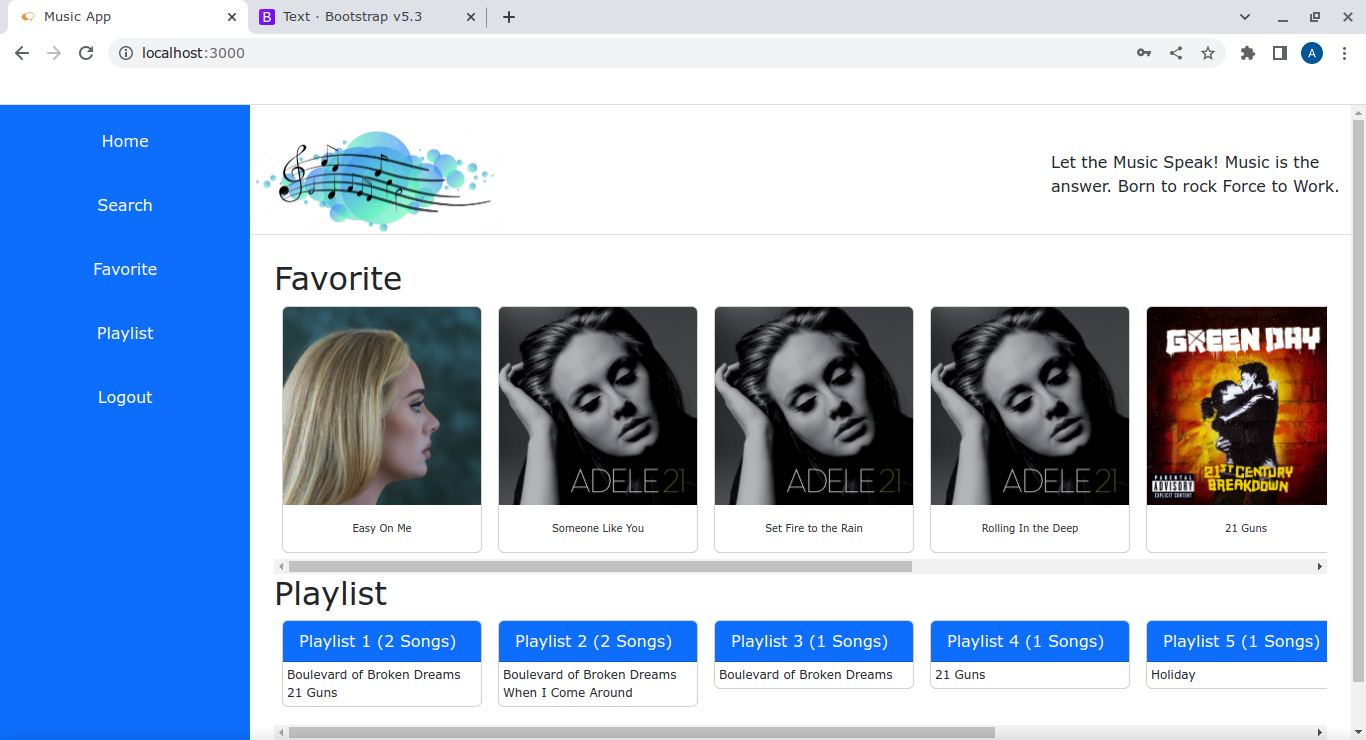 Music App
Text · Bootstrap v5.3
localhost:3000
A
Home
Search
Favorite
Playlist
Logout
Let the Music Speak! Music is the
answer. Born to rock Force to Work.
Favorite
ADELE 21
ADELE 21
ADELE 21
GREEN DAY
21ST CENTURY
BREAKDOWN
PARENTAL
ADVISORY
EXPLICIT CONTENT
Easy On Me
Someone Like You
Set Fire to the Rain
Rolling In the Deep
21 Guns
Playlist
Playlist 1 (2 Songs)
Boulevard of Broken Dreams
21 Guns
Playlist 2 (2 Songs)
Boulevard of Broken Dreams
When I Come Around
Playlist 3 (1 Songs)
Boulevard of Broken Dreams
Playlist 4 (1 Songs)
21 Guns
Playlist 5 (1 Songs)
Holiday